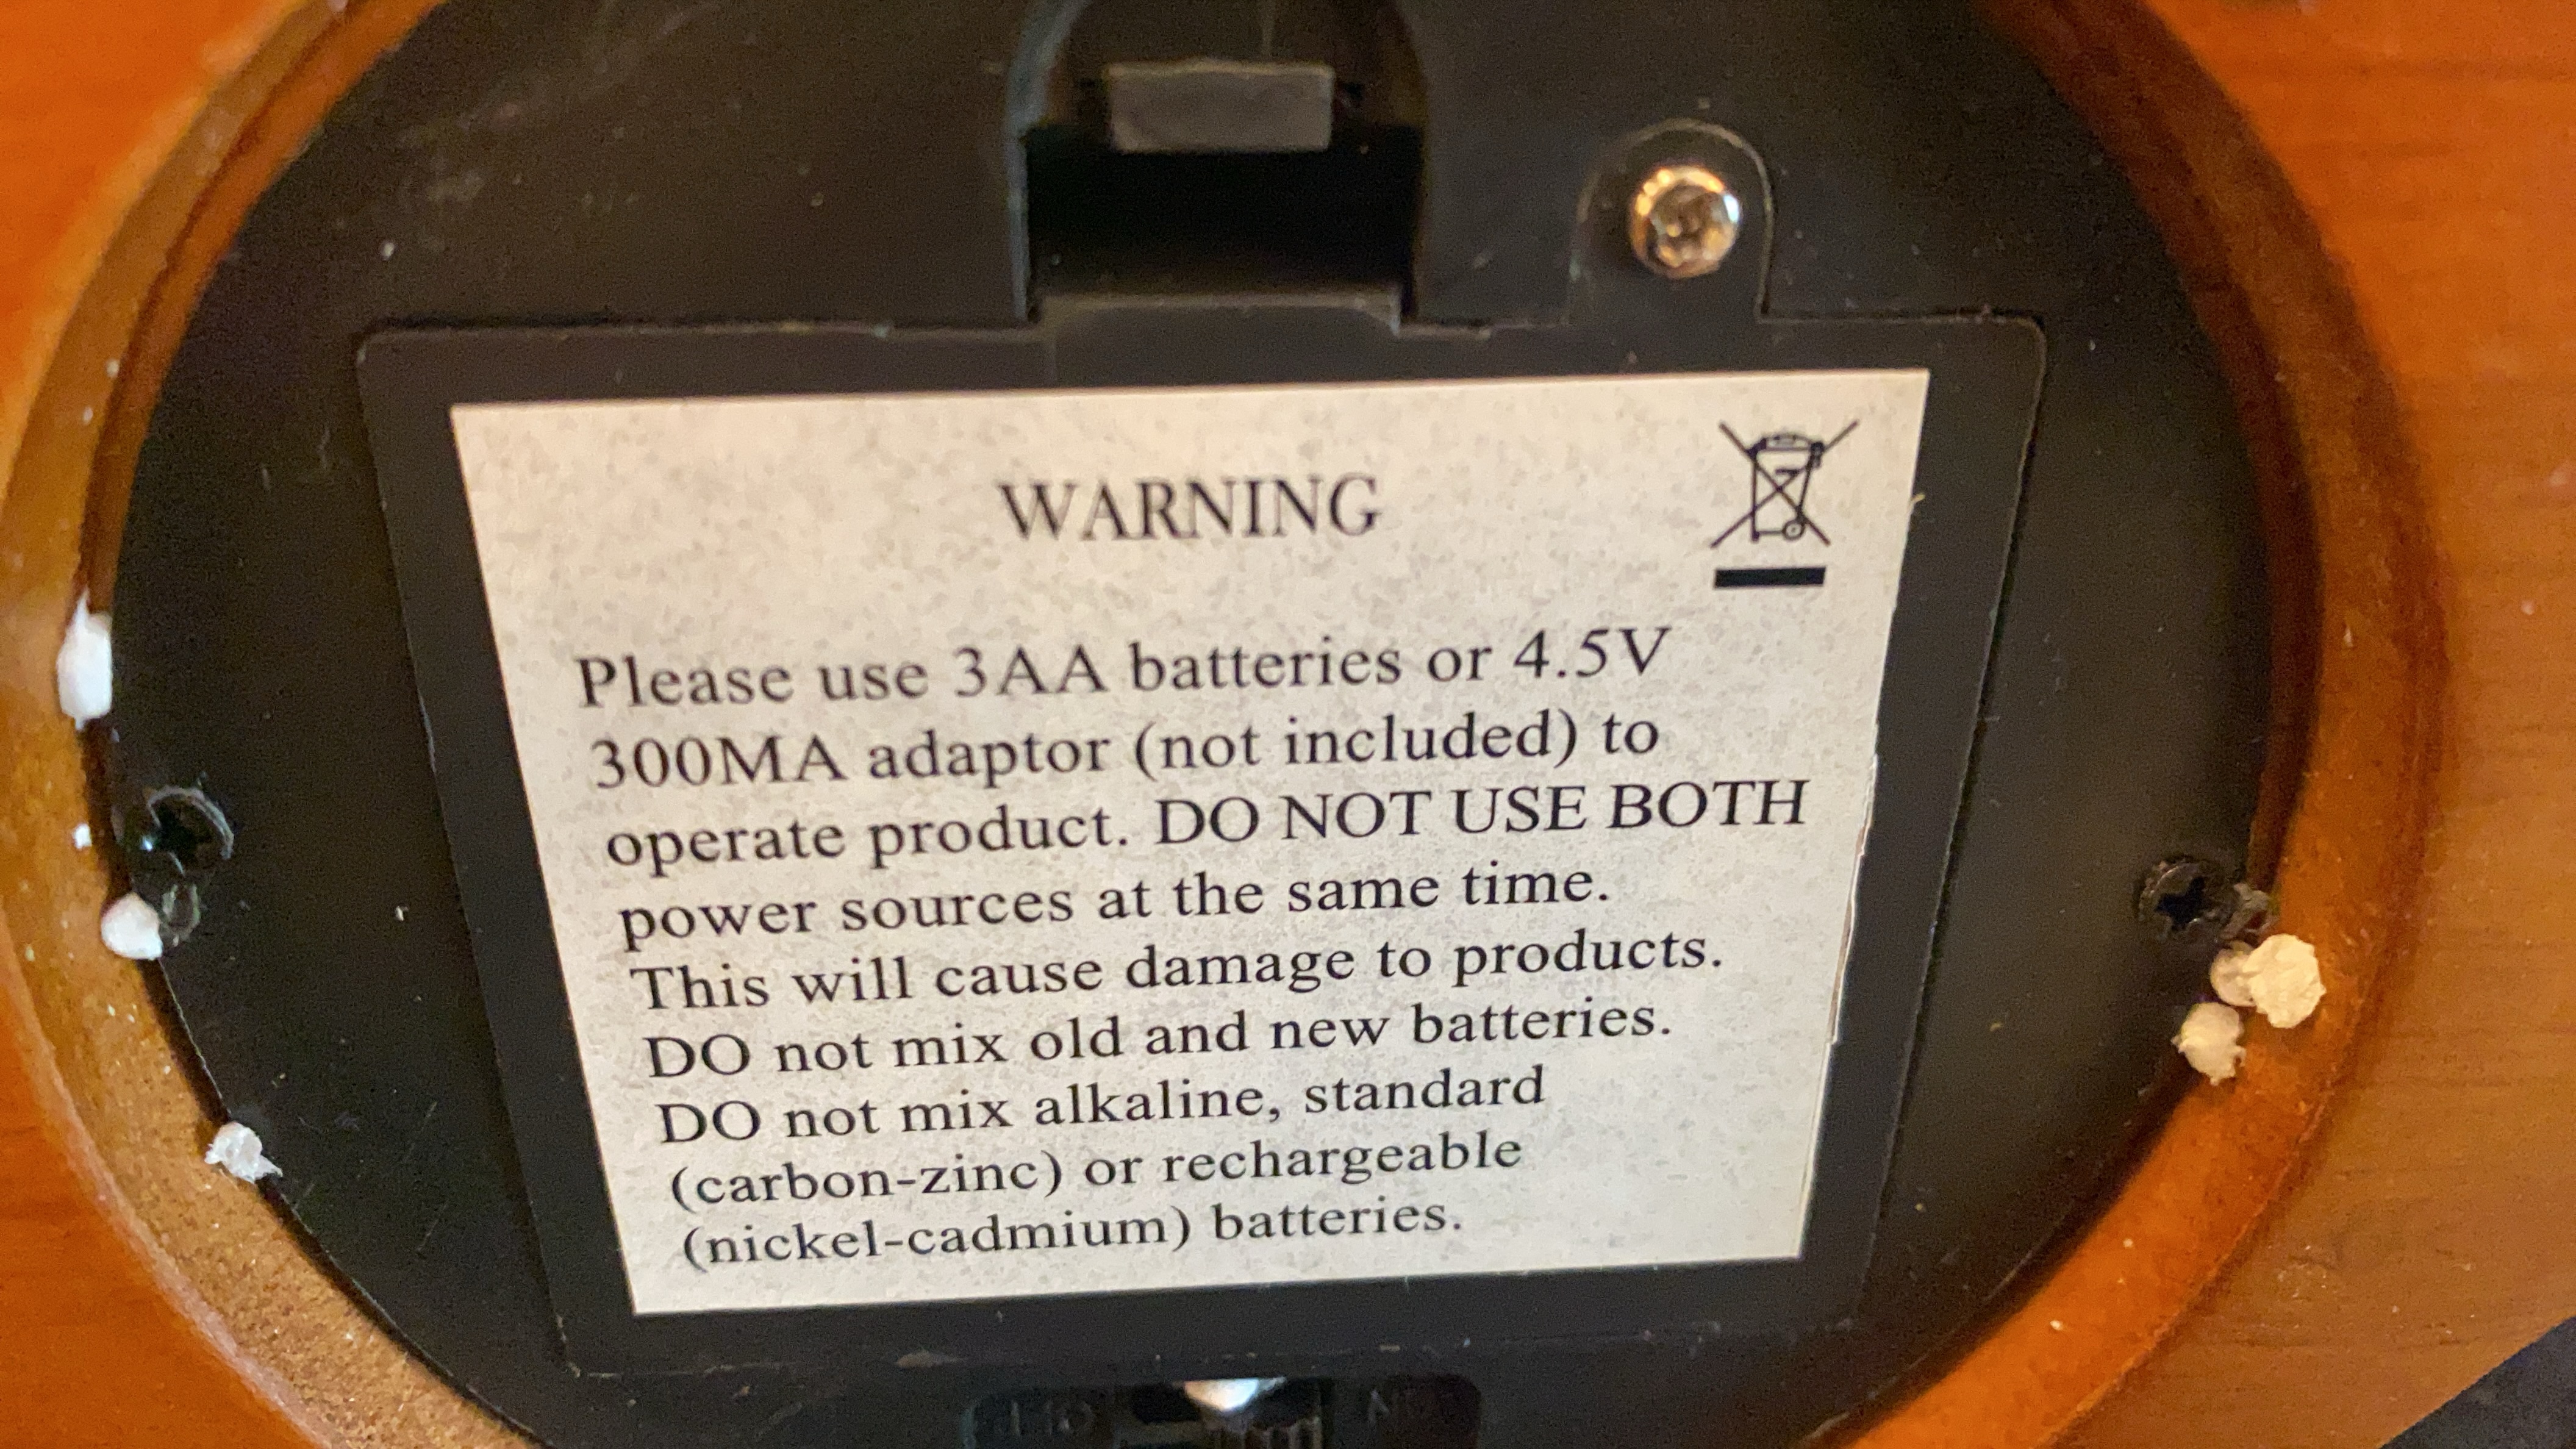 WARNING
Please use 3AA batteries or 4.5V
300MA adaptor (not included) to
operate product. DO NOT USE BOTH
power sources at the same time.
This will cause damage to products.
DO not mix old and new batteries.
DO not mix alkaline, standard
(carbon-zinc) or rechargeable
(nickel-cadmium) batteries.